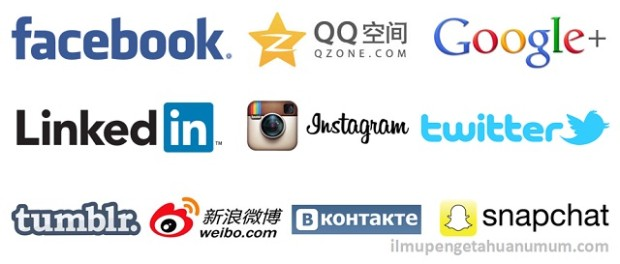 facebook®
QQ空间
QZONE.COM
Google+
Linked in™
Instagram
twitter
tumblr.
新浪微博
weibo.com
B ВКОНТАКТЕ
snapchat
ilmupengetahuanumum.com